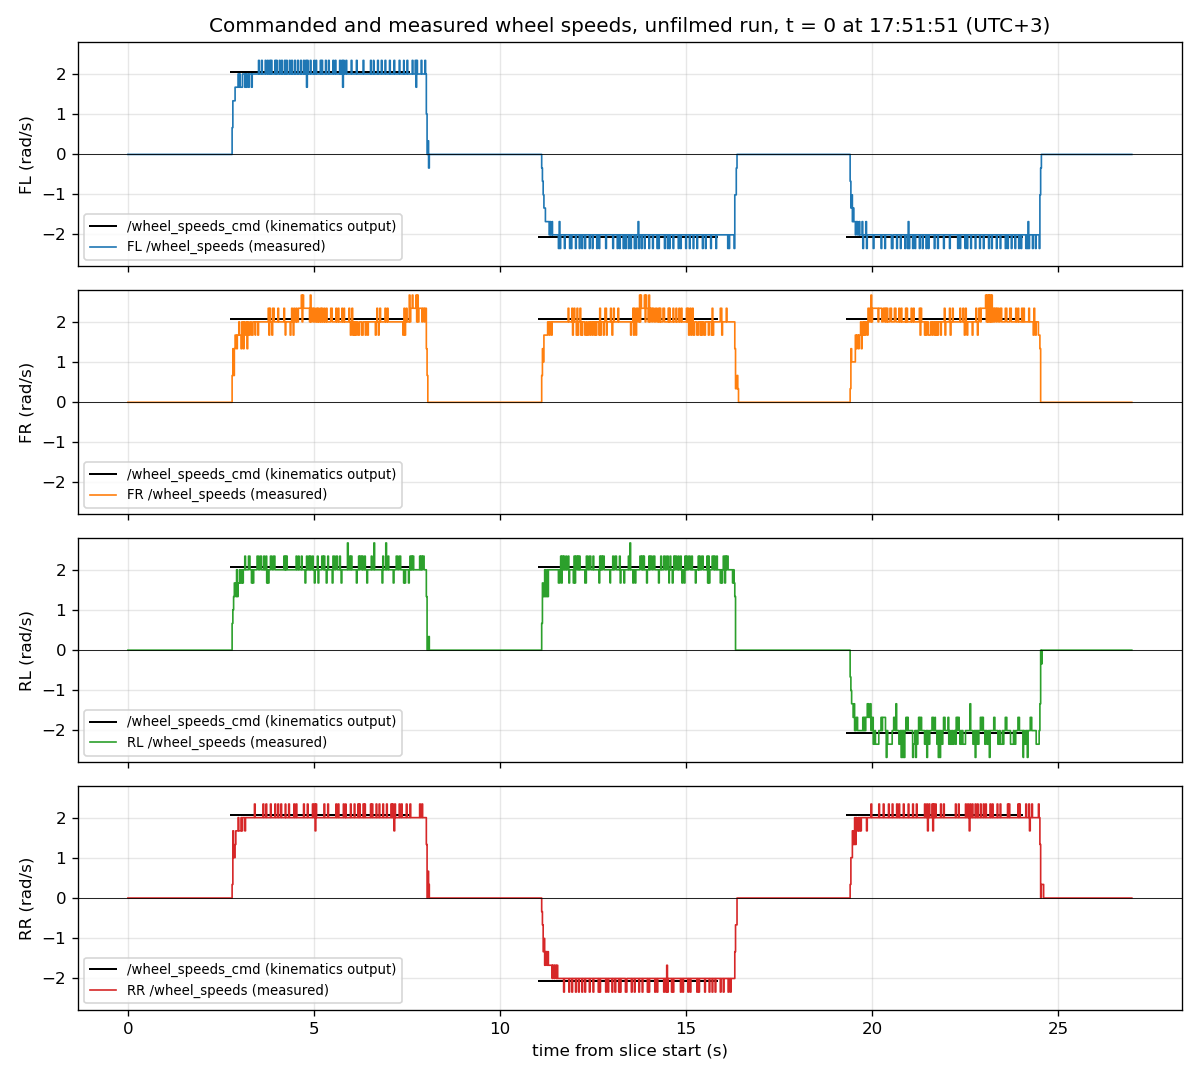 Commanded and measured wheel speeds, unfilmed run, t = 0 at 17:51:51 (UTC+3)
FL (rad/s)
2
1
0
−1
−2
/wheel_speeds_cmd (kinematics output)
FL /wheel_speeds (measured)
FR (rad/s)
2
1
0
−1
−2
/wheel_speeds_cmd (kinematics output)
FR /wheel_speeds (measured)
RL (rad/s)
2
1
0
−1
−2
/wheel_speeds_cmd (kinematics output)
RL /wheel_speeds (measured)
RR (rad/s)
2
1
0
−1
−2
/wheel_speeds_cmd (kinematics output)
RR /wheel_speeds (measured)
0 5 10 15 20 25
time from slice start (s)